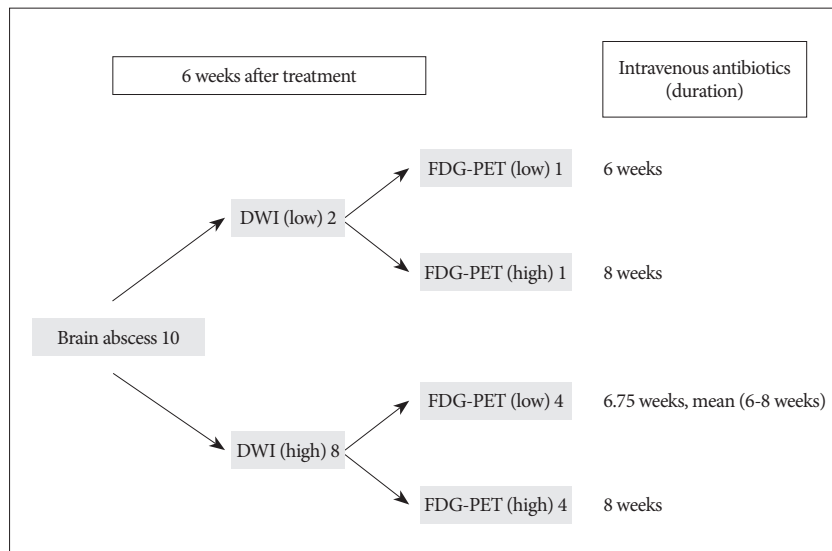 6 weeks after treatment
Intravenous antibiotics
(duration)
FDG-PET (low) 1
6 weeks
DWI (low) 2
FDG-PET (high) 1
8 weeks
Brain abscess 10
FDG-PET (low) 4
6.75 weeks, mean (6-8 weeks)
DWI (high) 8
FDG-PET (high) 4
8 weeks